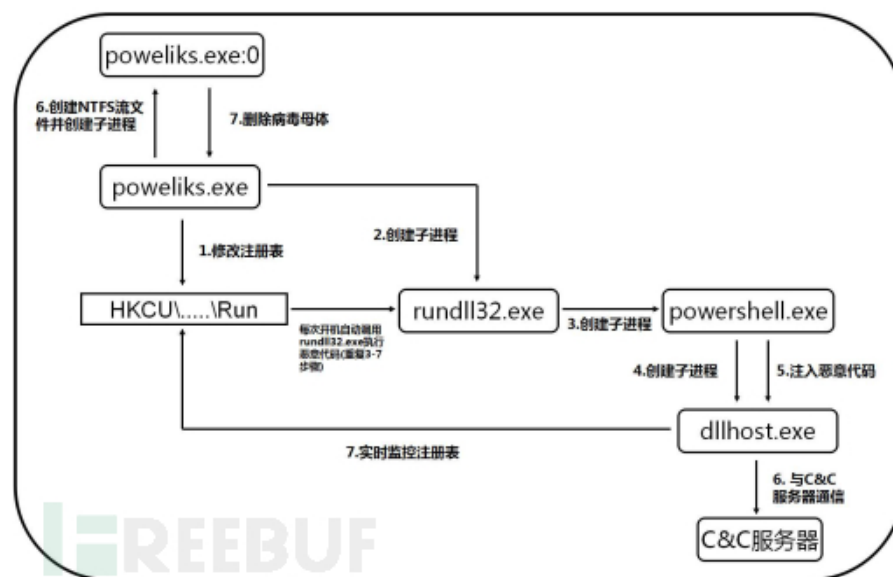 poweliks.exe:0
6.创建NTFS流文
件并创建子进程
7.删除病毒母体
poweliks.exe
2.创建子进程
1.修改注册表
HKCU\.....\Run
每次开机自动调用
rundll32.exe执行
恶意代码(重复3-7
步骤)
rundll32.exe
3.创建子进程
powershell.exe
4.创建子进程
5.注入恶意代码
dllhost.exe
7.实时监控注册表
6. 与C&C
服务器通信
C&C服务器
FREEBUF